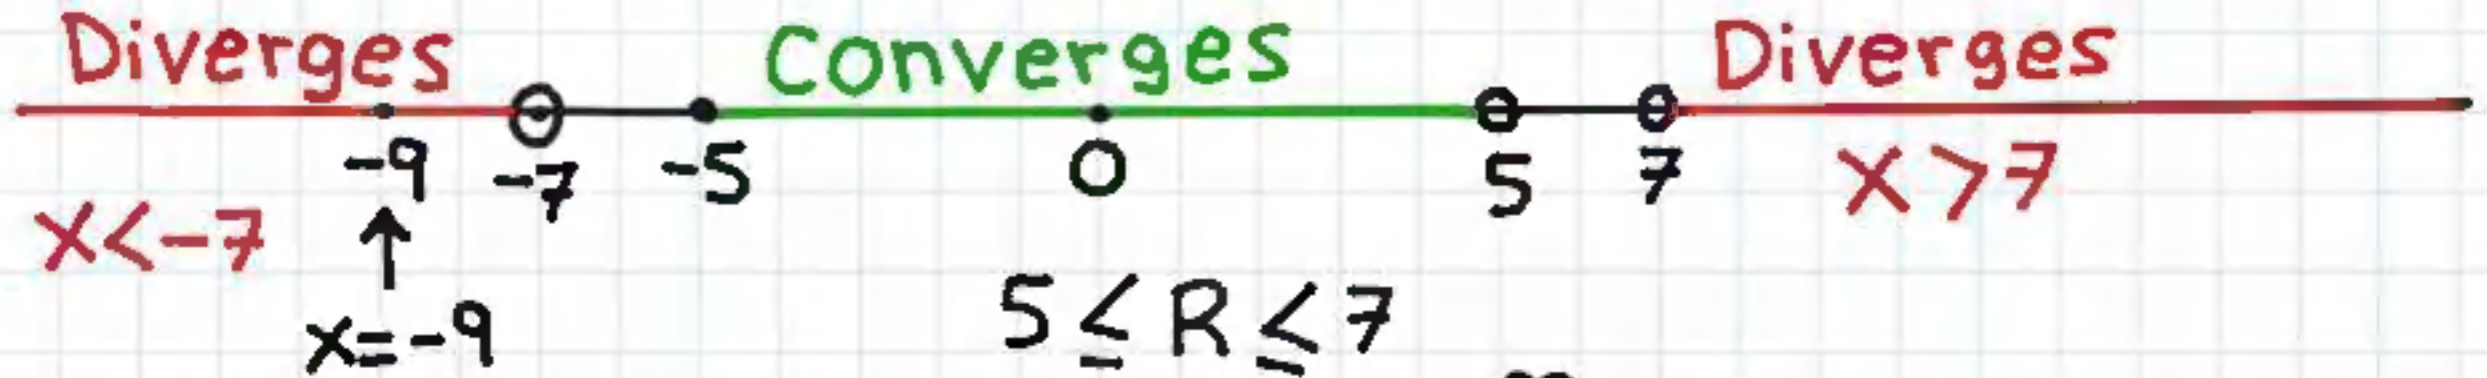 Diverges Converges Diverges
-9 -7 -5 0 5 7 x>7
x<-7
x=-9 5≤R≤7